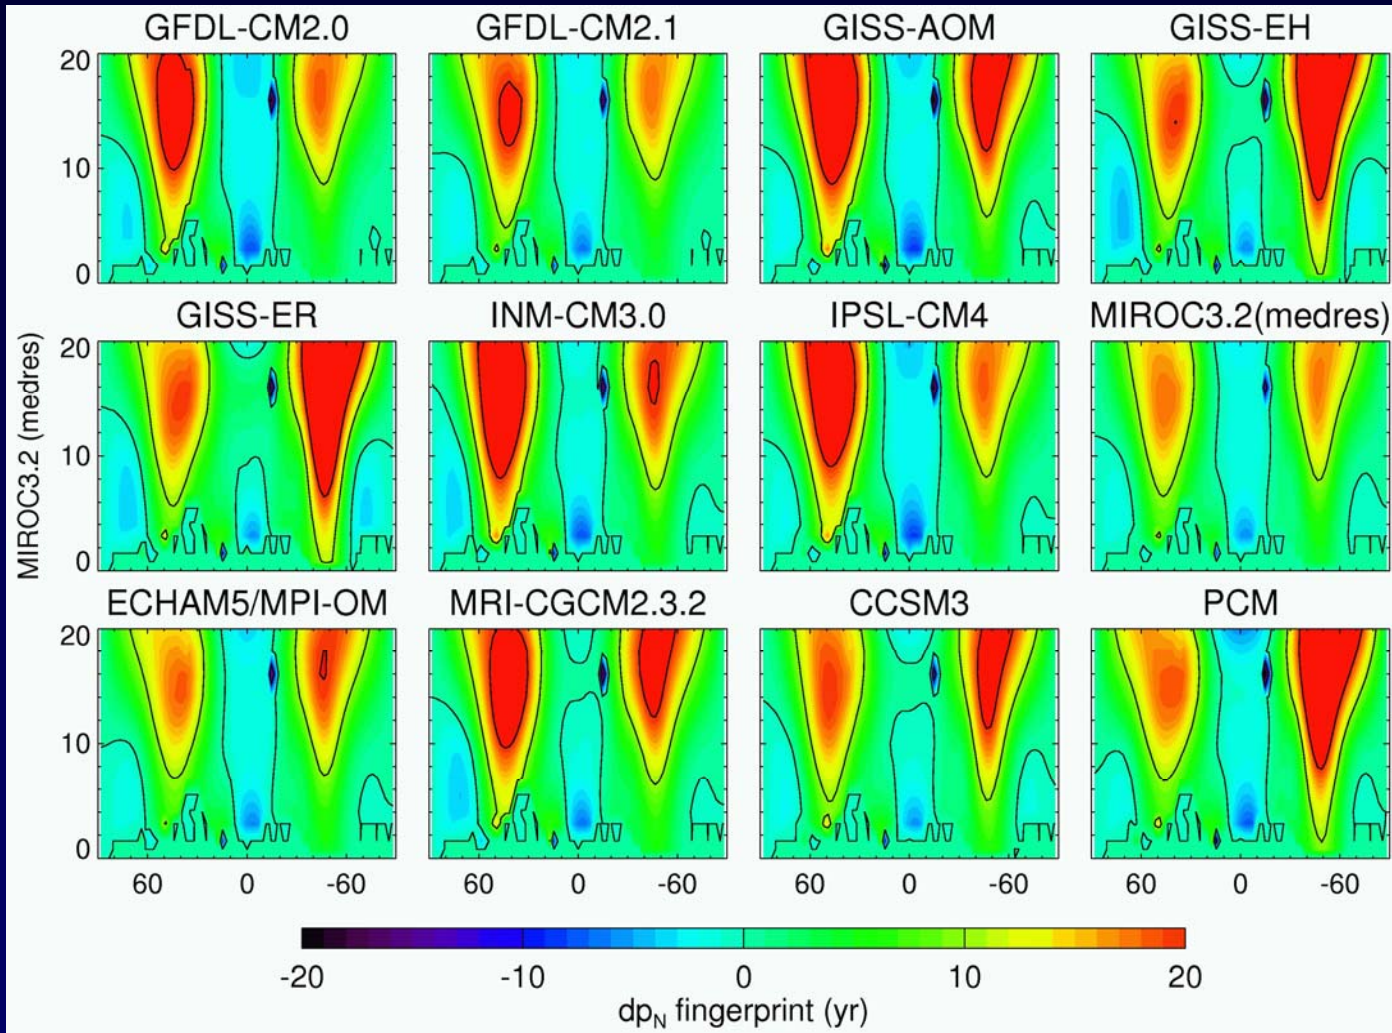 GFDL-CM2.0 GFDL-CM2.1 GISS-AOM GISS-EH
20
10
0
GISS-ER INM-CM3.0 IPSL-CM4 MIROC3.2(medres)
MIROC3.2 (medres)
20
10
0
ECHAM5/MPI-OM MRI-CGCM2.3.2 CCSM3 PCM
20
10
0
60 0 -60 60 0 -60 60 0 -60 60 0 -60
-20 -10 0 10 20
dpN fingerprint (yr)